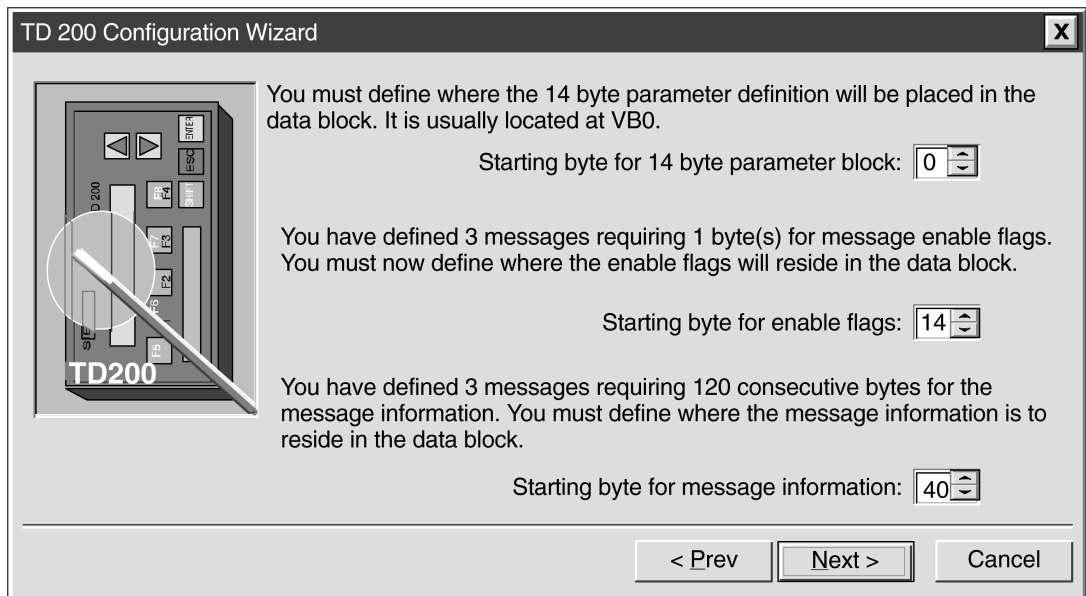 TD 200 Configuration Wizard
X
You must define where the 14 byte parameter definition will be placed in the
data block. It is usually located at VB0.
Starting byte for 14 byte parameter block: 0
You have defined 3 messages requiring 1 byte(s) for message enable flags.
You must now define where the enable flags will reside in the data block.
Starting byte for enable flags: 14
You have defined 3 messages requiring 120 consecutive bytes for the
message information. You must define where the message information is to
reside in the data block.
Starting byte for message information: 40
ENTER
ESC
SHIFT
F8
F4
F7
F3
F2
F6
F5
D 200
TD200
< Prev
Next >
Cancel